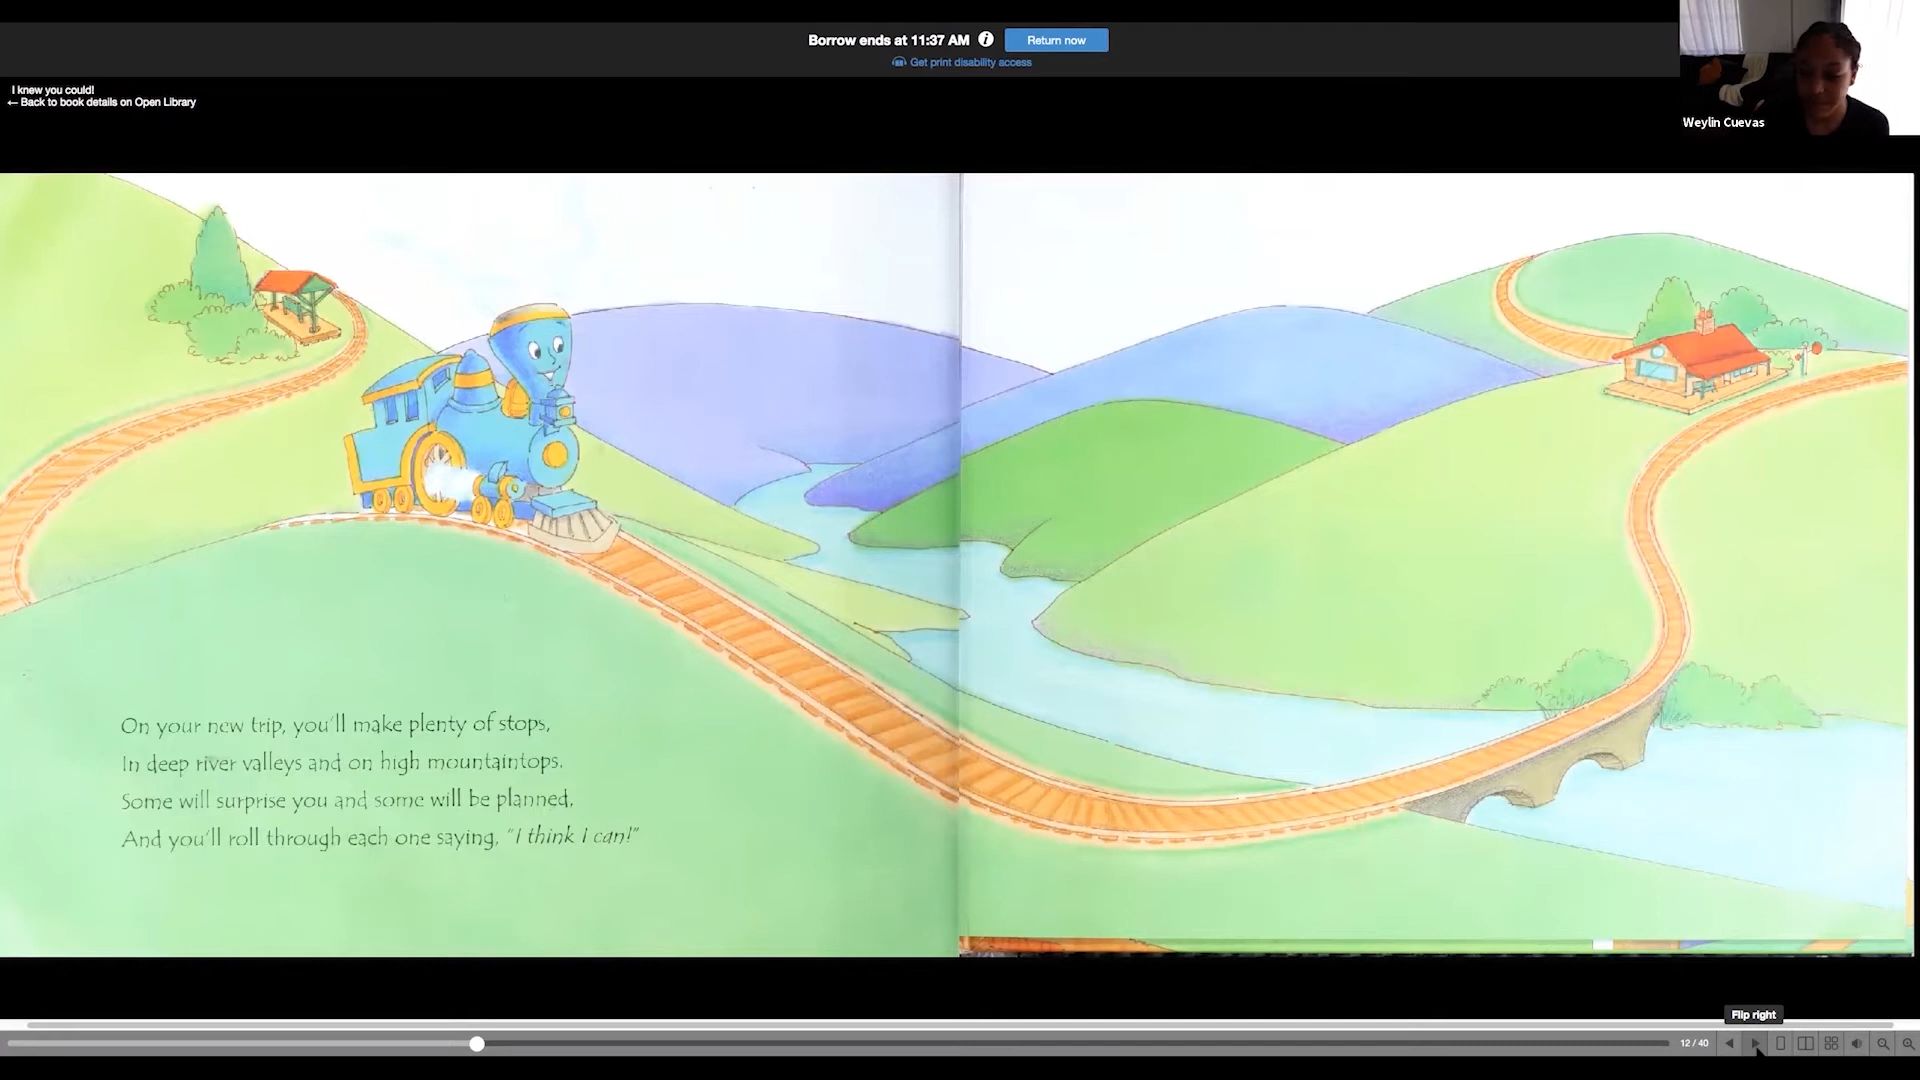 Borrow ends at 11:37 AM
Return now
Get print disability access
I knew you could!
← Back to book details on Open Library
Weylin Cuevas
On your new trip, you'll make plenty of stops,
In deep river valleys and on high mountaintops.
Some will surprise you and some will be planned,
And you'll roll through each one saying, "I think I can!"
Flip right
12 / 40